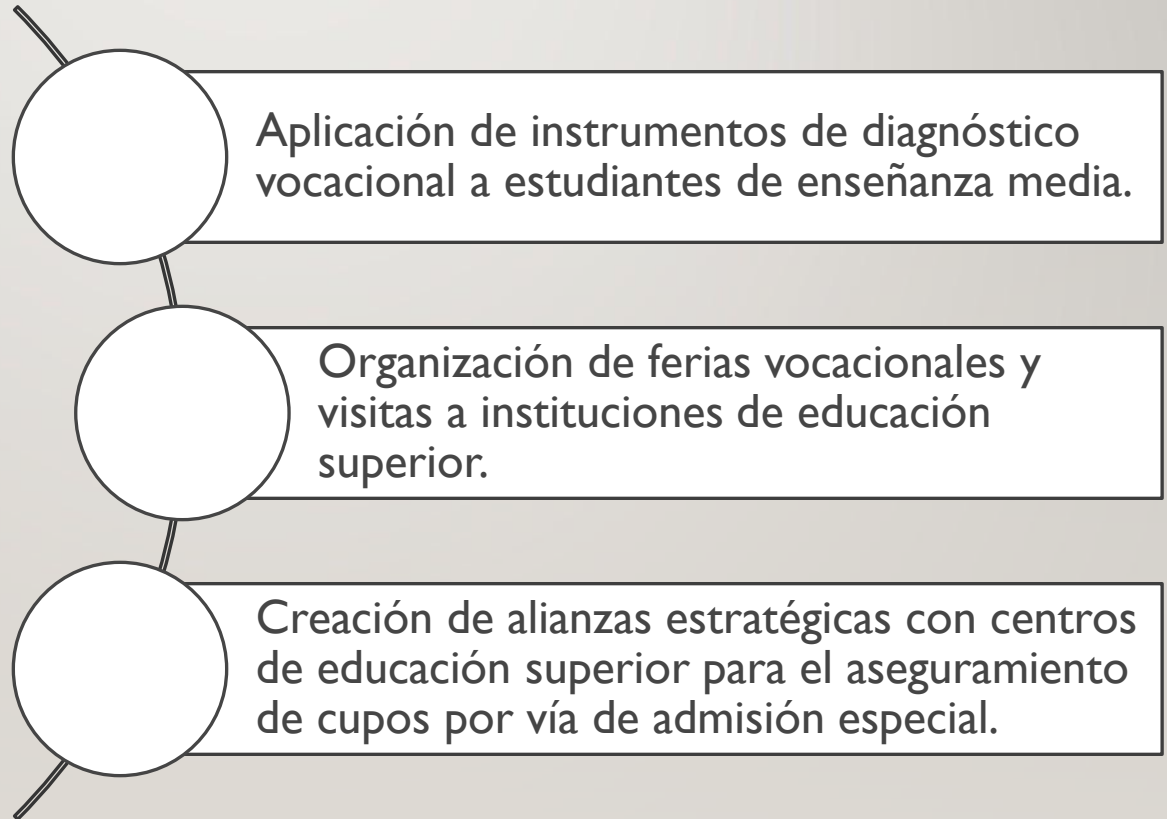 Aplicación de instrumentos de diagnóstico
vocacional a estudiantes de enseñanza media.
Organización de ferias vocacionales y
visitas a instituciones de educación
superior.
Creación de alianzas estratégicas con centros
de educación superior para el aseguramiento
de cupos por vía de admisión especial.